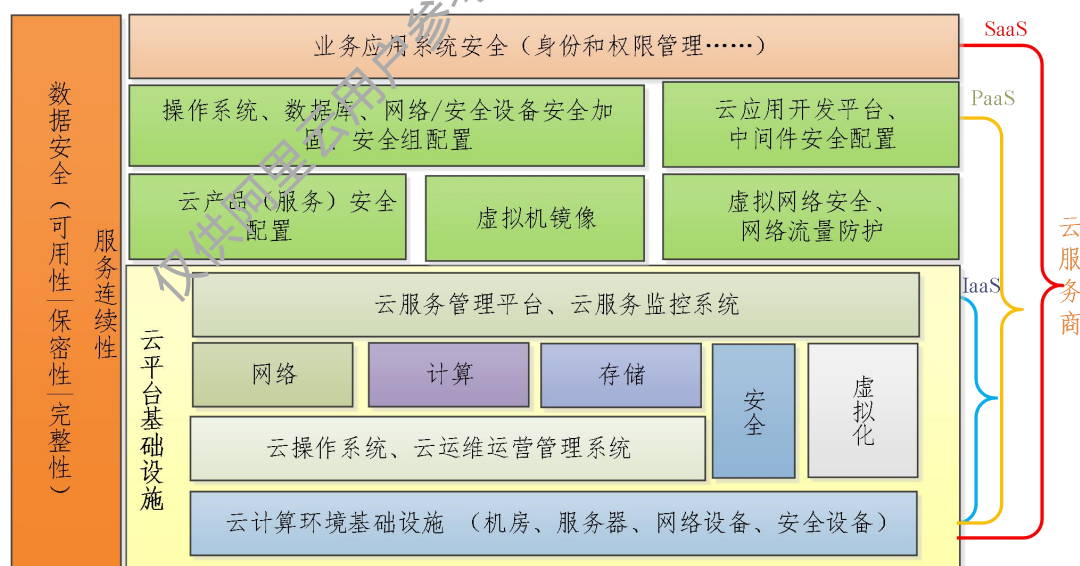 业务应用系统安全（身份和权限管理……）
SaaS
数据安全（可用性|保密性|完整性）
服务连续性
操作系统、数据库、网络/安全设备安全加
固、安全组配置
云应用开发平台、
中间件安全配置
PaaS
云产品（服务）安全
配置
虚拟机镜像
虚拟网络安全、
网络流量防护
云服务商
云平台基础设施
云服务管理平台、云服务监控系统
IaaS
网络
计算
存储
安全
虚拟化
云操作系统、云运维运营管理系统
云计算环境基础设施 （机房、服务器、网络设备、安全设备）
仅供阿里云用户参